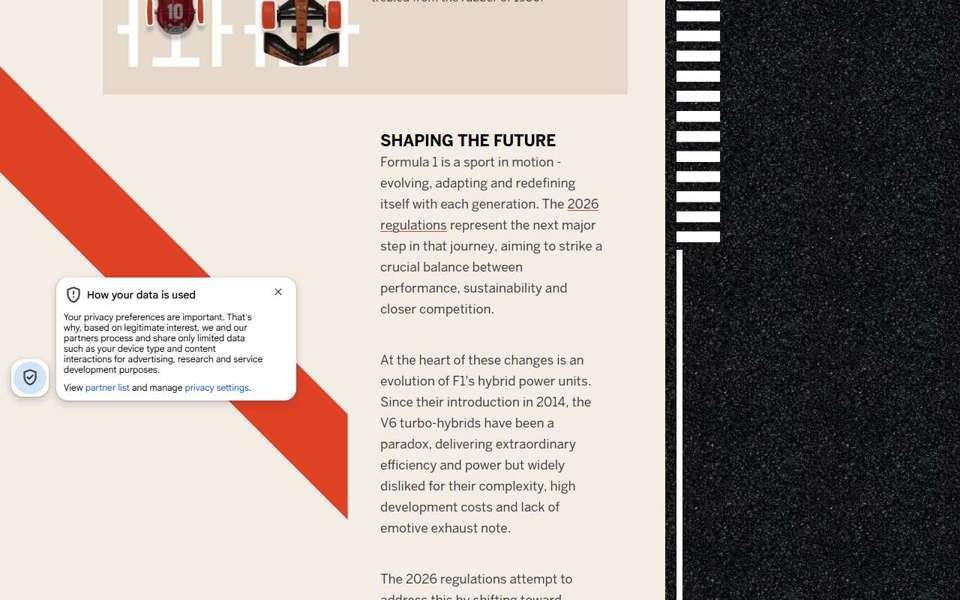 10
SHAPING THE FUTURE
Formula 1 is a sport in motion -
evolving, adapting and redefining
itself with each generation. The 2026
regulations represent the next major
step in that journey, aiming to strike a
crucial balance between
performance, sustainability and
closer competition.
How your data is used
Your privacy preferences are important. That's
why, based on legitimate interest, we and our
partners process and share only limited data
such as your device type and content
interactions for advertising, research and service
development purposes.
View partner list and manage privacy settings.
At the heart of these changes is an
evolution of F1's hybrid power units.
Since their introduction in 2014, the
V6 turbo-hybrids have been a
paradox, delivering extraordinary
efficiency and power but widely
disliked for their complexity, high
development costs and lack of
emotive exhaust note.
The 2026 regulations attempt to
address this by shifting toward